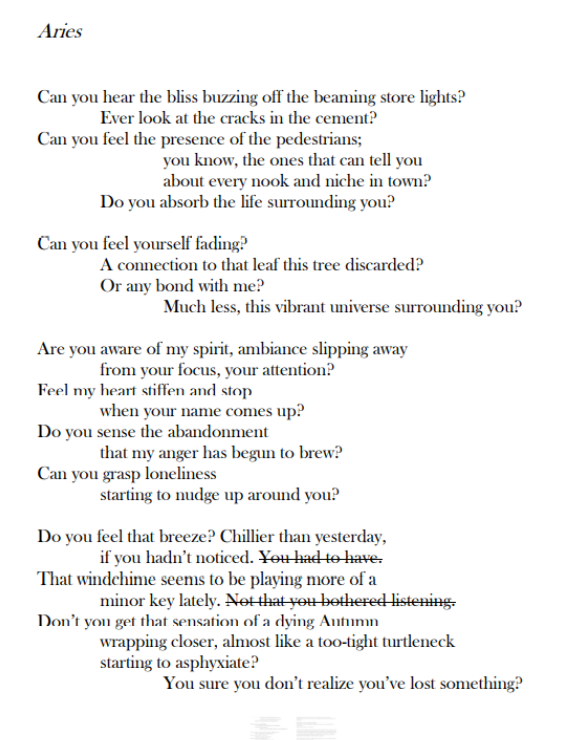 Aries
Can you hear the bliss buzzing off the beaming store lights?
Ever look at the cracks in the cement?
Can you feel the presence of the pedestrians;
you know, the ones that can tell you
about every nook and niche in town?
Do you absorb the life surrounding you?
Can you feel yourself fading?
A connection to that leaf this tree discarded?
Or any bond with me?
Much less, this vibrant universe surrounding you?
Are you aware of my spirit, ambiance slipping away
from your focus, your attention?
Feel my heart stiffen and stop
when your name comes up?
Do you sense the abandonment
that my anger has begun to brew?
Can you grasp loneliness
starting to nudge up around you?
Do you feel that breeze? Chillier than yesterday,
if you hadn't noticed. You had to have.
That windchime seems to be playing more of a
minor key lately. Not that you bothered listening.
Don't you get that sensation of a dying Autumn
wrapping closer, almost like a too-tight turtleneck
starting to asphyxiate?
You sure you don't realize you've lost something?